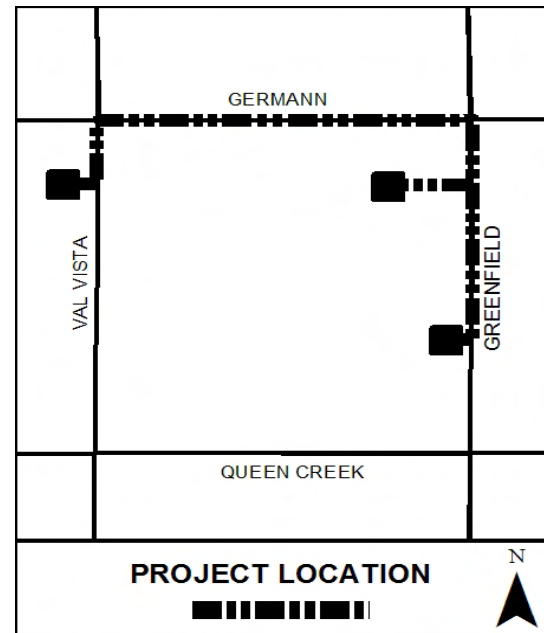 GERMANN
VAL VISTA
GREENFIELD
QUEEN CREEK
PROJECT LOCATION
N